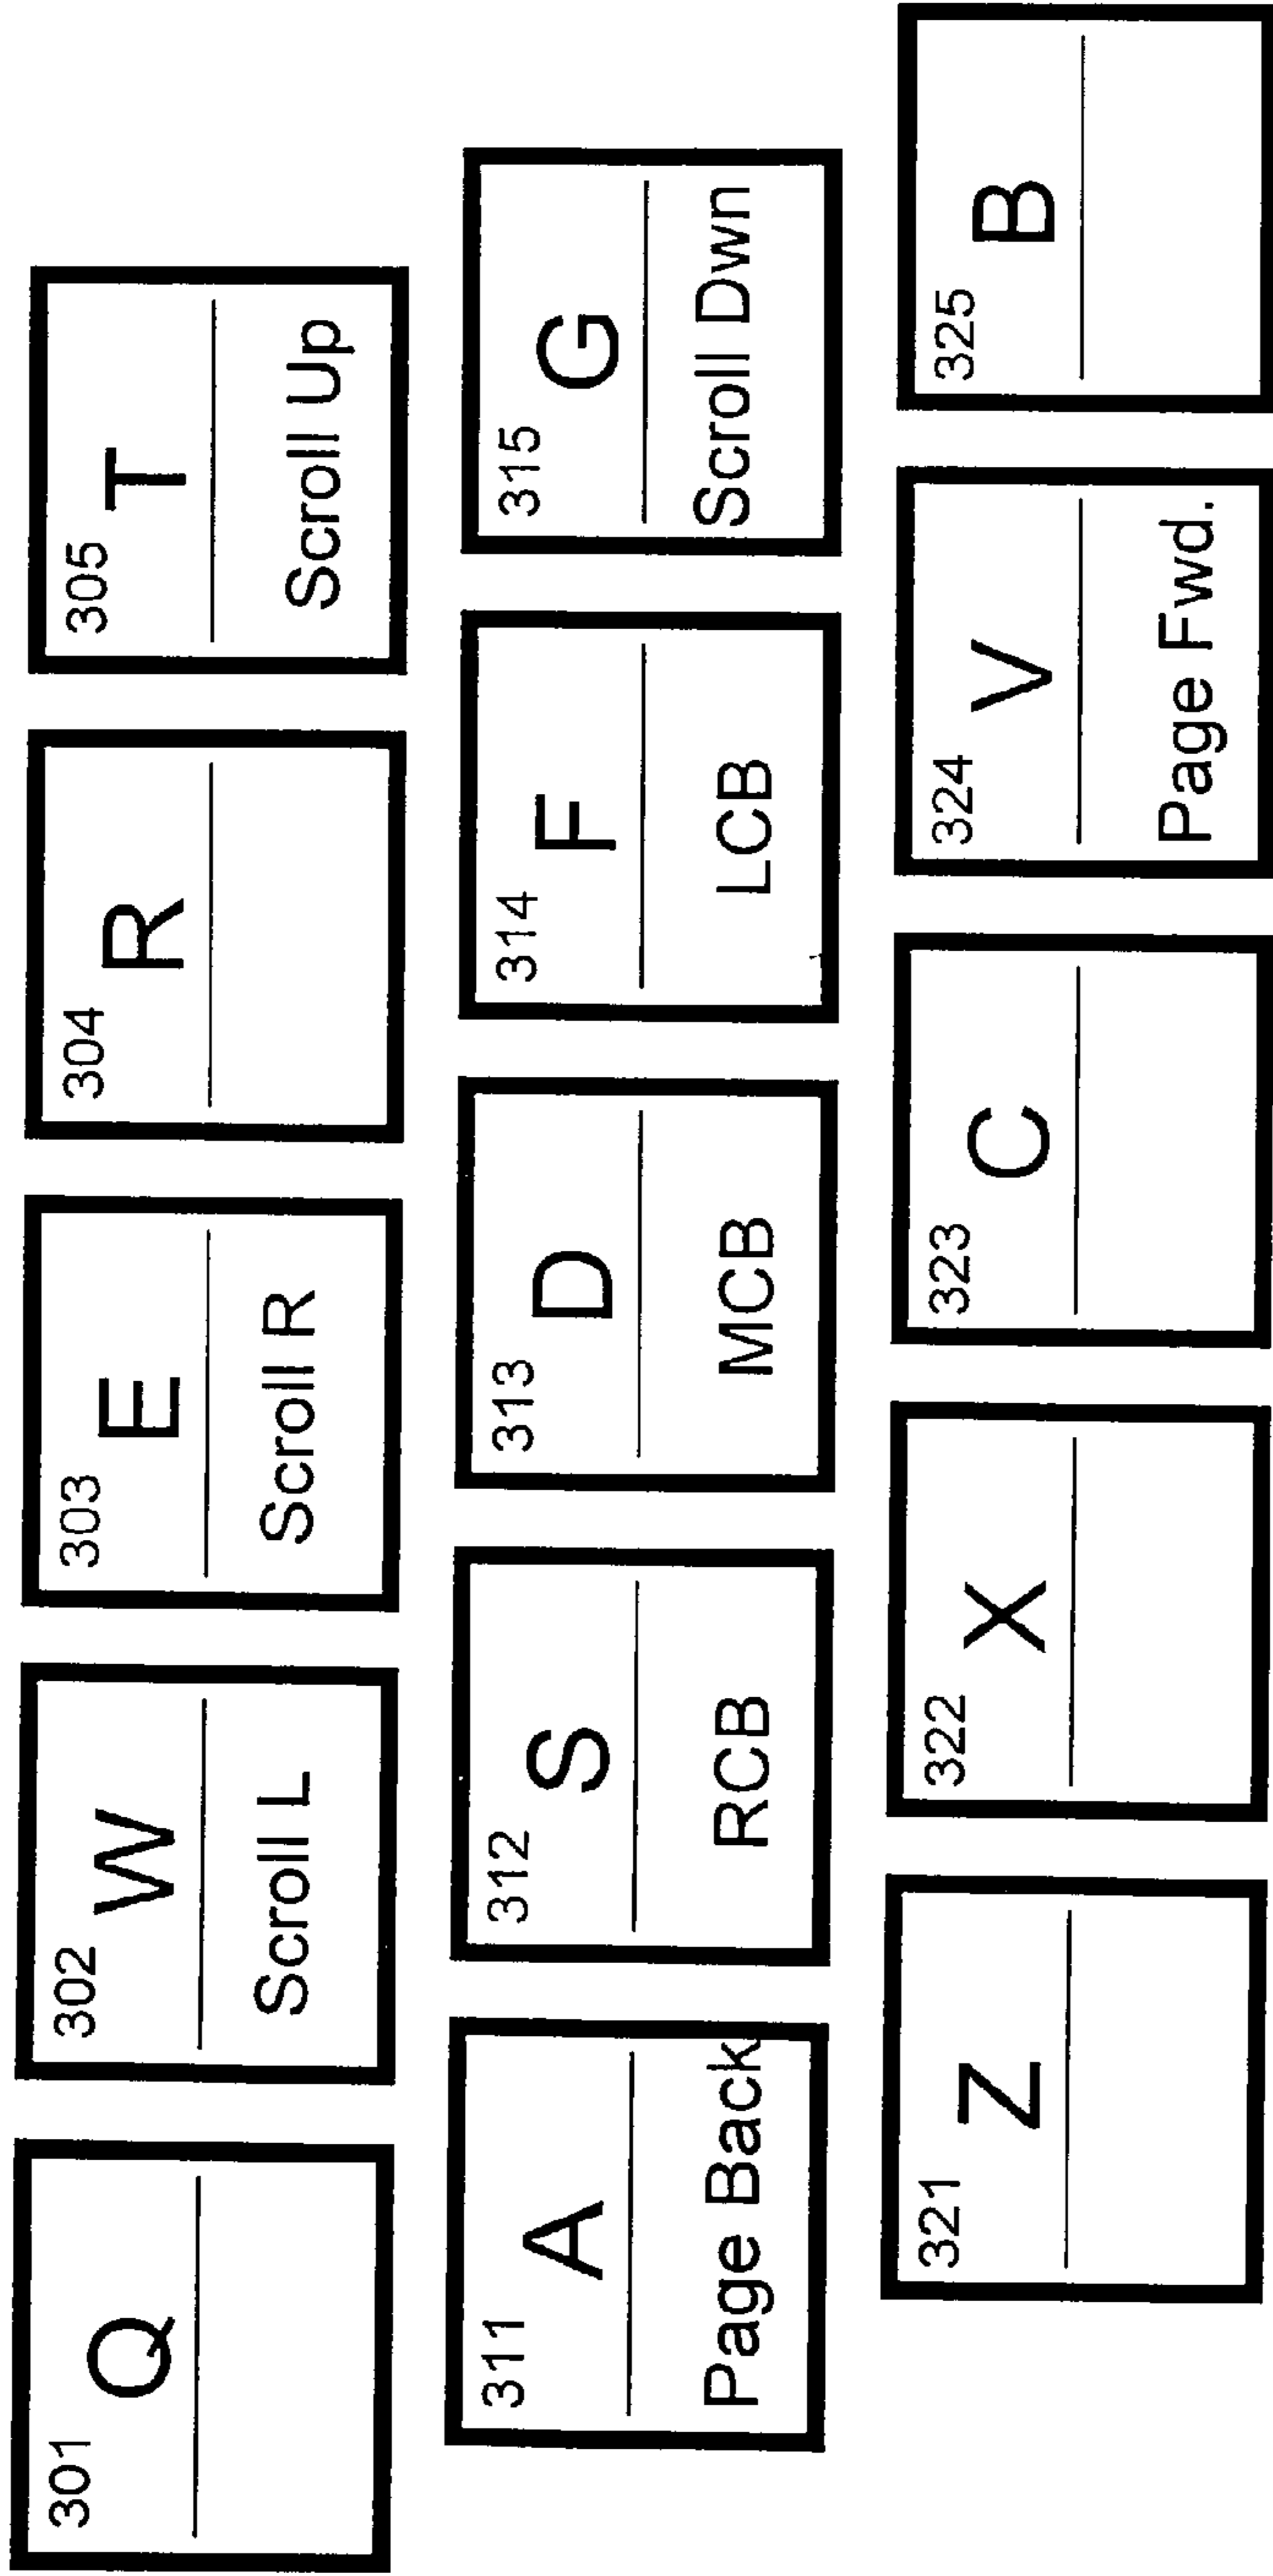 301
Q
302
W
Scroll L
303
E
Scroll R
304
R
305
T
Scroll Up
311
A
Page Back
312
S
RCB
313
D
MCB
314
F
LCB
315
G
Scroll Dwn
321
Z
322
X
323
C
324
V
Page Fwd.
325
B